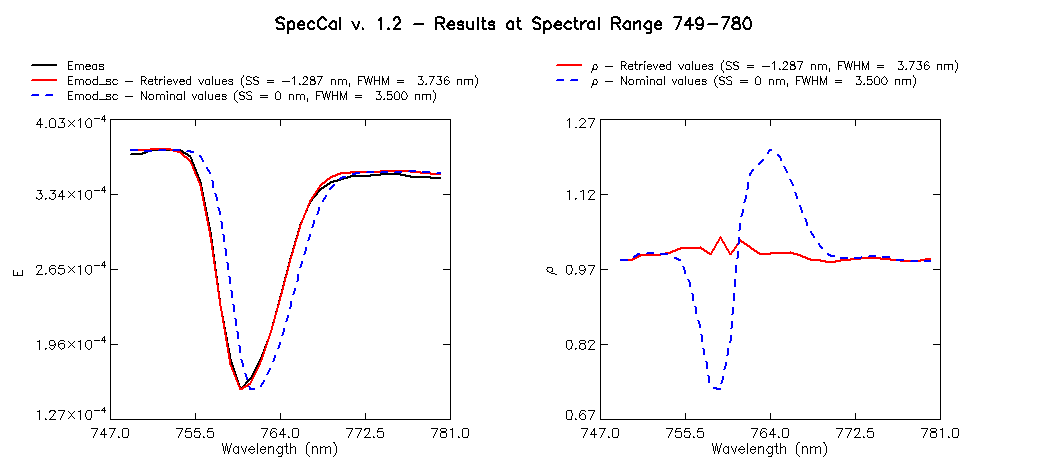 SpecCal v. 1.2 – Results at Spectral Range 749–780
Emeas
Emod_sc – Retrieved values (SS = –1.287 nm, FWHM = 3.736 nm)
Emod_sc – Nominal values (SS = 0 nm, FWHM = 3.500 nm)
4.03×10⁻⁴
3.34×10⁻⁴
2.65×10⁻⁴
1.96×10⁻⁴
1.27×10⁻⁴
E
747.0 755.5 764.0 772.5 781.0
Wavelength (nm)
ρ – Retrieved values (SS = –1.287 nm, FWHM = 3.736 nm)
ρ – Nominal values (SS = 0 nm, FWHM = 3.500 nm)
1.27
1.12
0.97
0.82
0.67
ρ
747.0 755.5 764.0 772.5 781.0
Wavelength (nm)